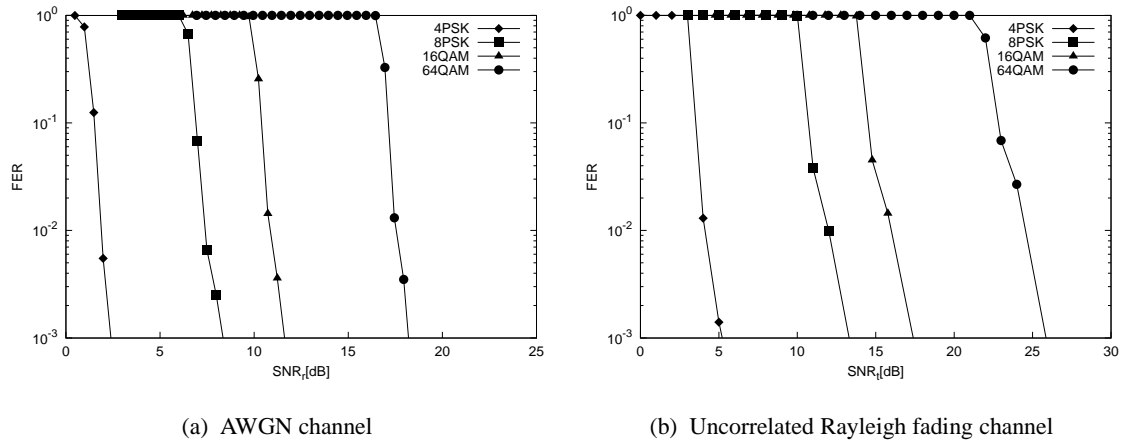 10^0
10^-1
10^-2
10^-3
FER
0 5 10 15 20 25
SNR_r[dB]
4PSK
8PSK
16QAM
64QAM
(a) AWGN channel
10^0
10^-1
10^-2
10^-3
FER
0 5 10 15 20 25 30
SNR_t[dB]
4PSK
8PSK
16QAM
64QAM
(b) Uncorrelated Rayleigh fading channel